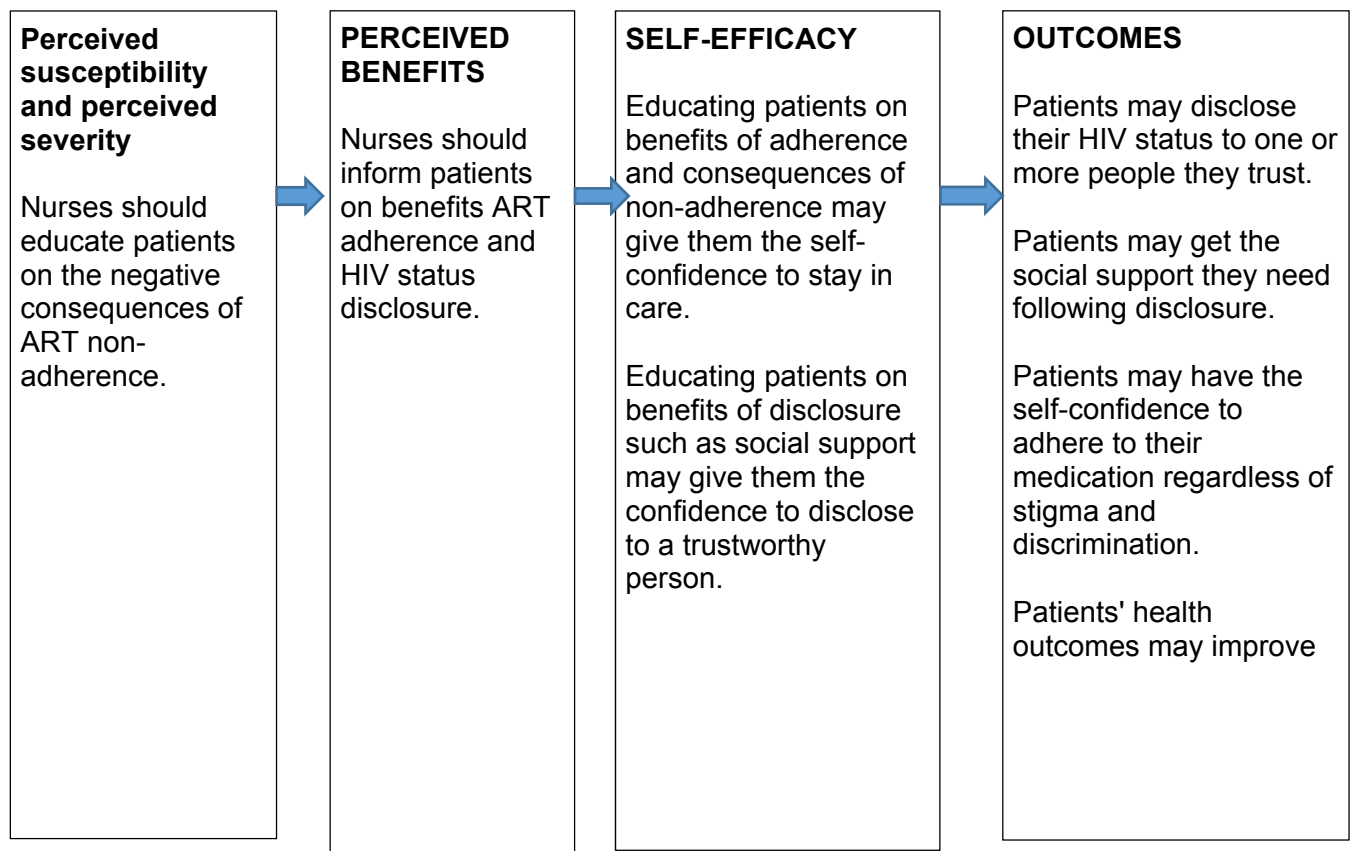 Perceived
susceptibility
and perceived
severity
Nurses should
educate patients
on the negative
consequences of
ART non-
adherence.
PERCEIVED
BENEFITS
Nurses should
inform patients
on benefits ART
adherence and
HIV status
disclosure.
SELF-EFFICACY
Educating patients on
benefits of adherence
and consequences of
non-adherence may
give them the self-
confidence to stay in
care.
Educating patients on
benefits of disclosure
such as social support
may give them the
confidence to disclose
to a trustworthy
person.
OUTCOMES
Patients may disclose
their HIV status to one or
more people they trust.
Patients may get the
social support they need
following disclosure.
Patients may have the
self-confidence to
adhere to their
medication regardless of
stigma and
discrimination.
Patients' health
outcomes may improve